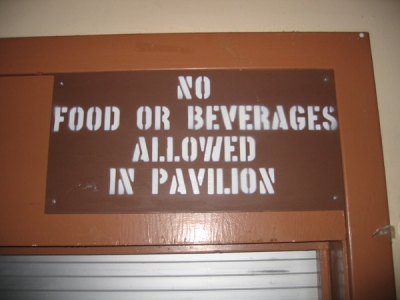 NO
FOOD OR BEVERAGES
ALLOWED
IN PAVILION